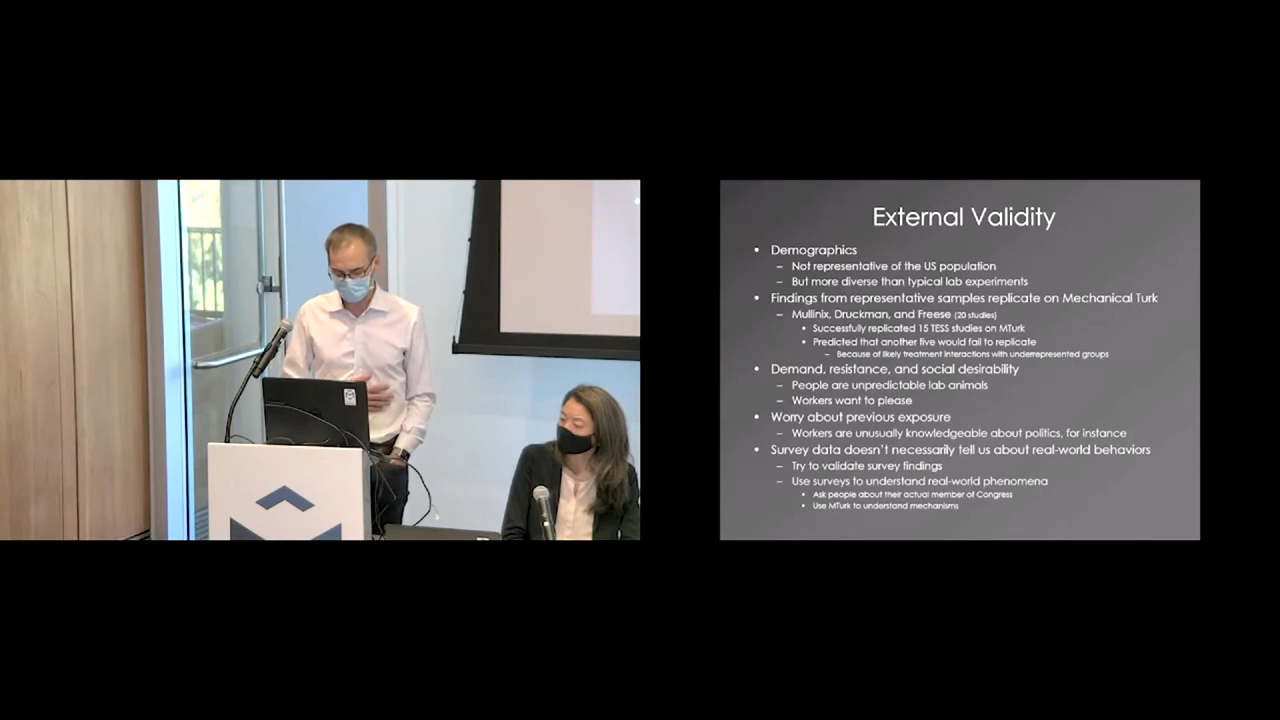 External Validity
• Demographics
– Not representative of the US population
– But more diverse than typical lab experiments
• Findings from representative samples replicate on Mechanical Turk
– Mullinix, Druckman, and Freese (20 studies)
• Successfully replicated 15 TESS studies on MTurk
• Predicted that another five would fail to replicate
– Because of likely treatment interactions with underrepresented groups
• Demand, resistance, and social desirability
– People are unpredictable lab animals
– Workers want to please
• Worry about previous exposure
– Workers are unusually knowledgeable about politics, for instance
• Survey data doesn't necessarily tell us about real-world behaviors
– Try to validate survey findings
– Use surveys to understand real-world phenomena
• Ask people about their actual member of Congress
• Use MTurk to understand mechanisms